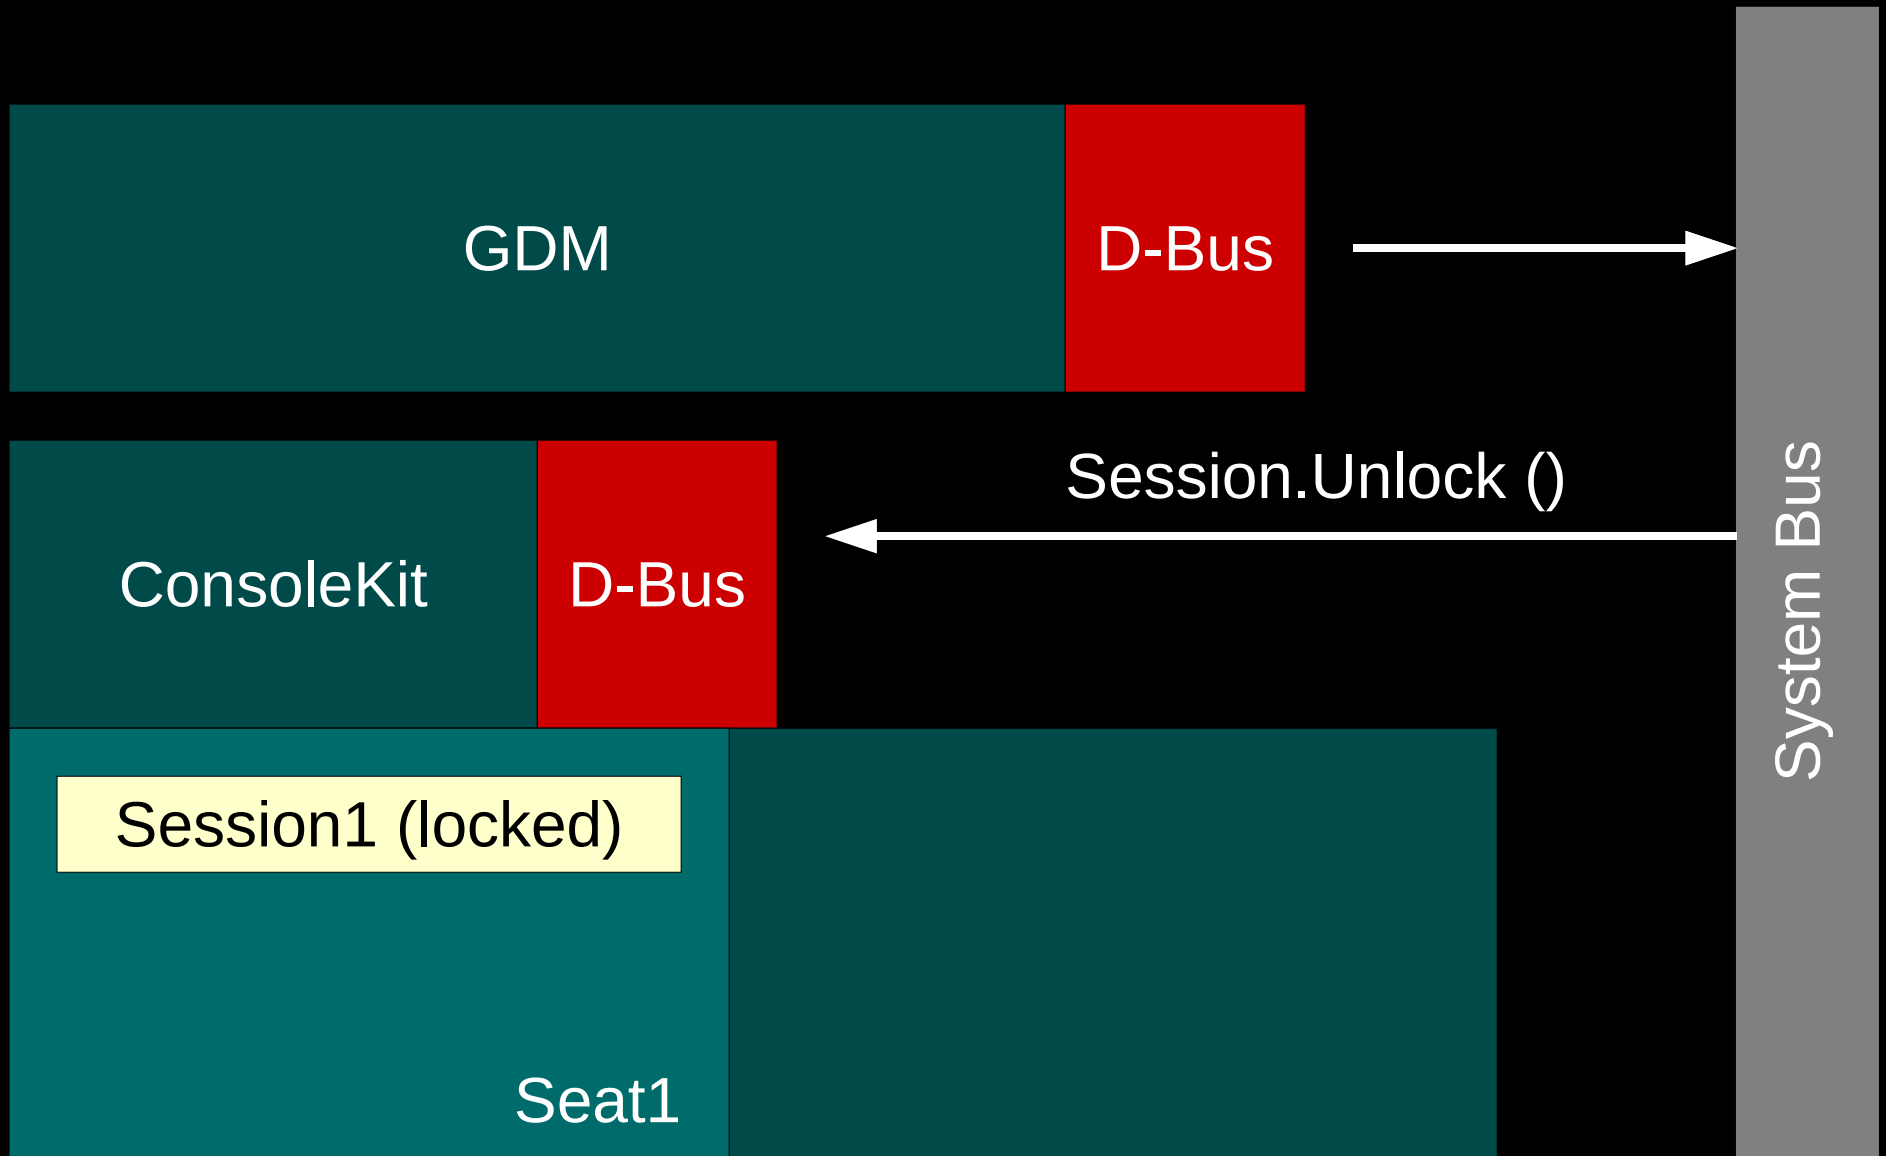 GDM
D-Bus
Session.Unlock ()
ConsoleKit
D-Bus
System Bus
Session1 (locked)
Seat1